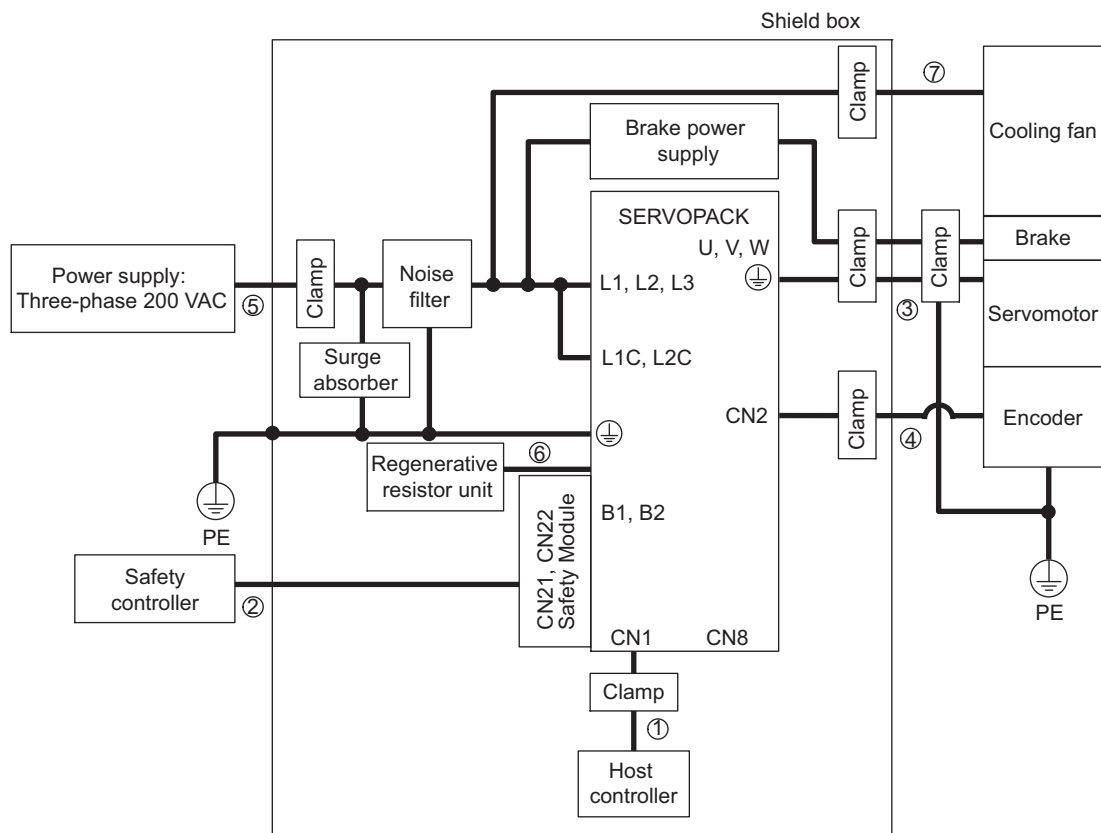 Shield box
⑦
Clamp
Cooling fan
Brake power
supply
SERVOPACK
U, V, W
Clamp
Clamp
Brake
Power supply:
Three-phase 200 VAC
⑤
Clamp
Noise
filter
L1, L2, L3
③
Servomotor
Surge
absorber
L1C, L2C
CN2
Clamp
④
Encoder
⑥
Regenerative
resistor unit
PE
B1, B2
CN21, CN22
Safety Module
Safety
controller
②
PE
CN1
CN8
Clamp
①
Host
controller